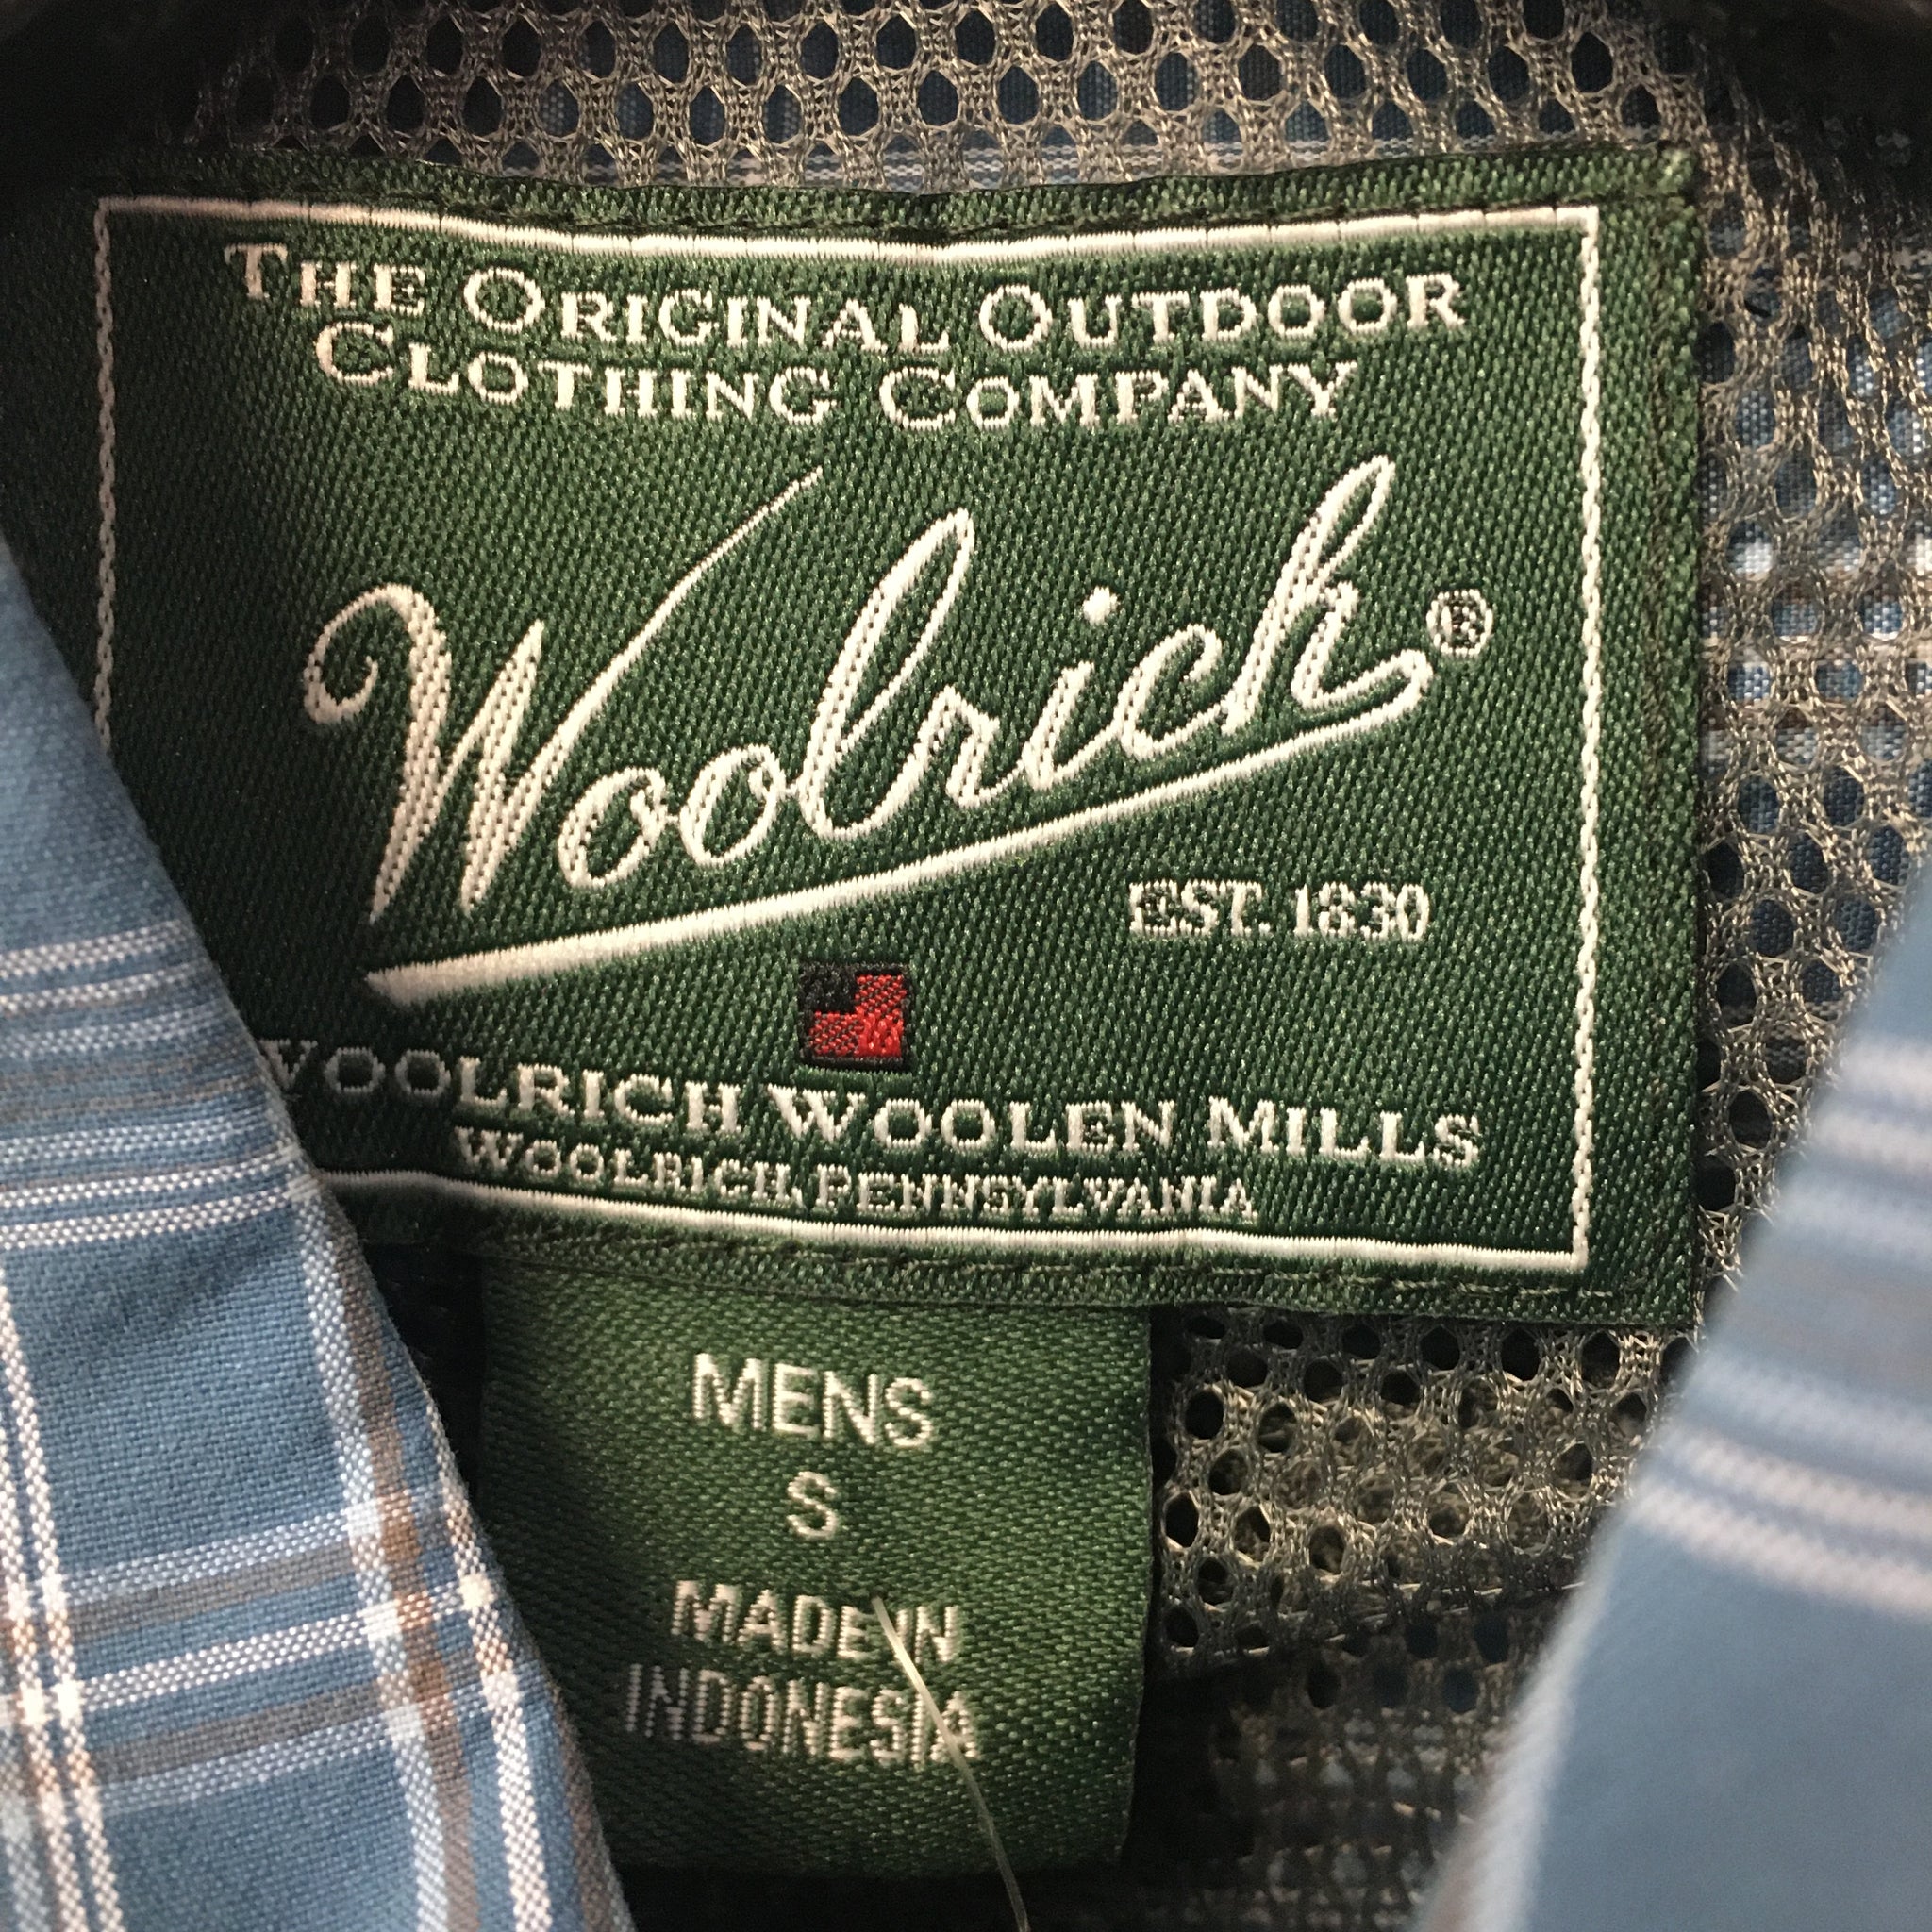 THE ORIGINAL OUTDOOR
CLOTHING COMPANY
Woolrich®
EST. 1830
WOOLRICH WOOLEN MILLS
WOOLRICH, PENNSYLVANIA
MENS
S
MADE IN
INDONESIA